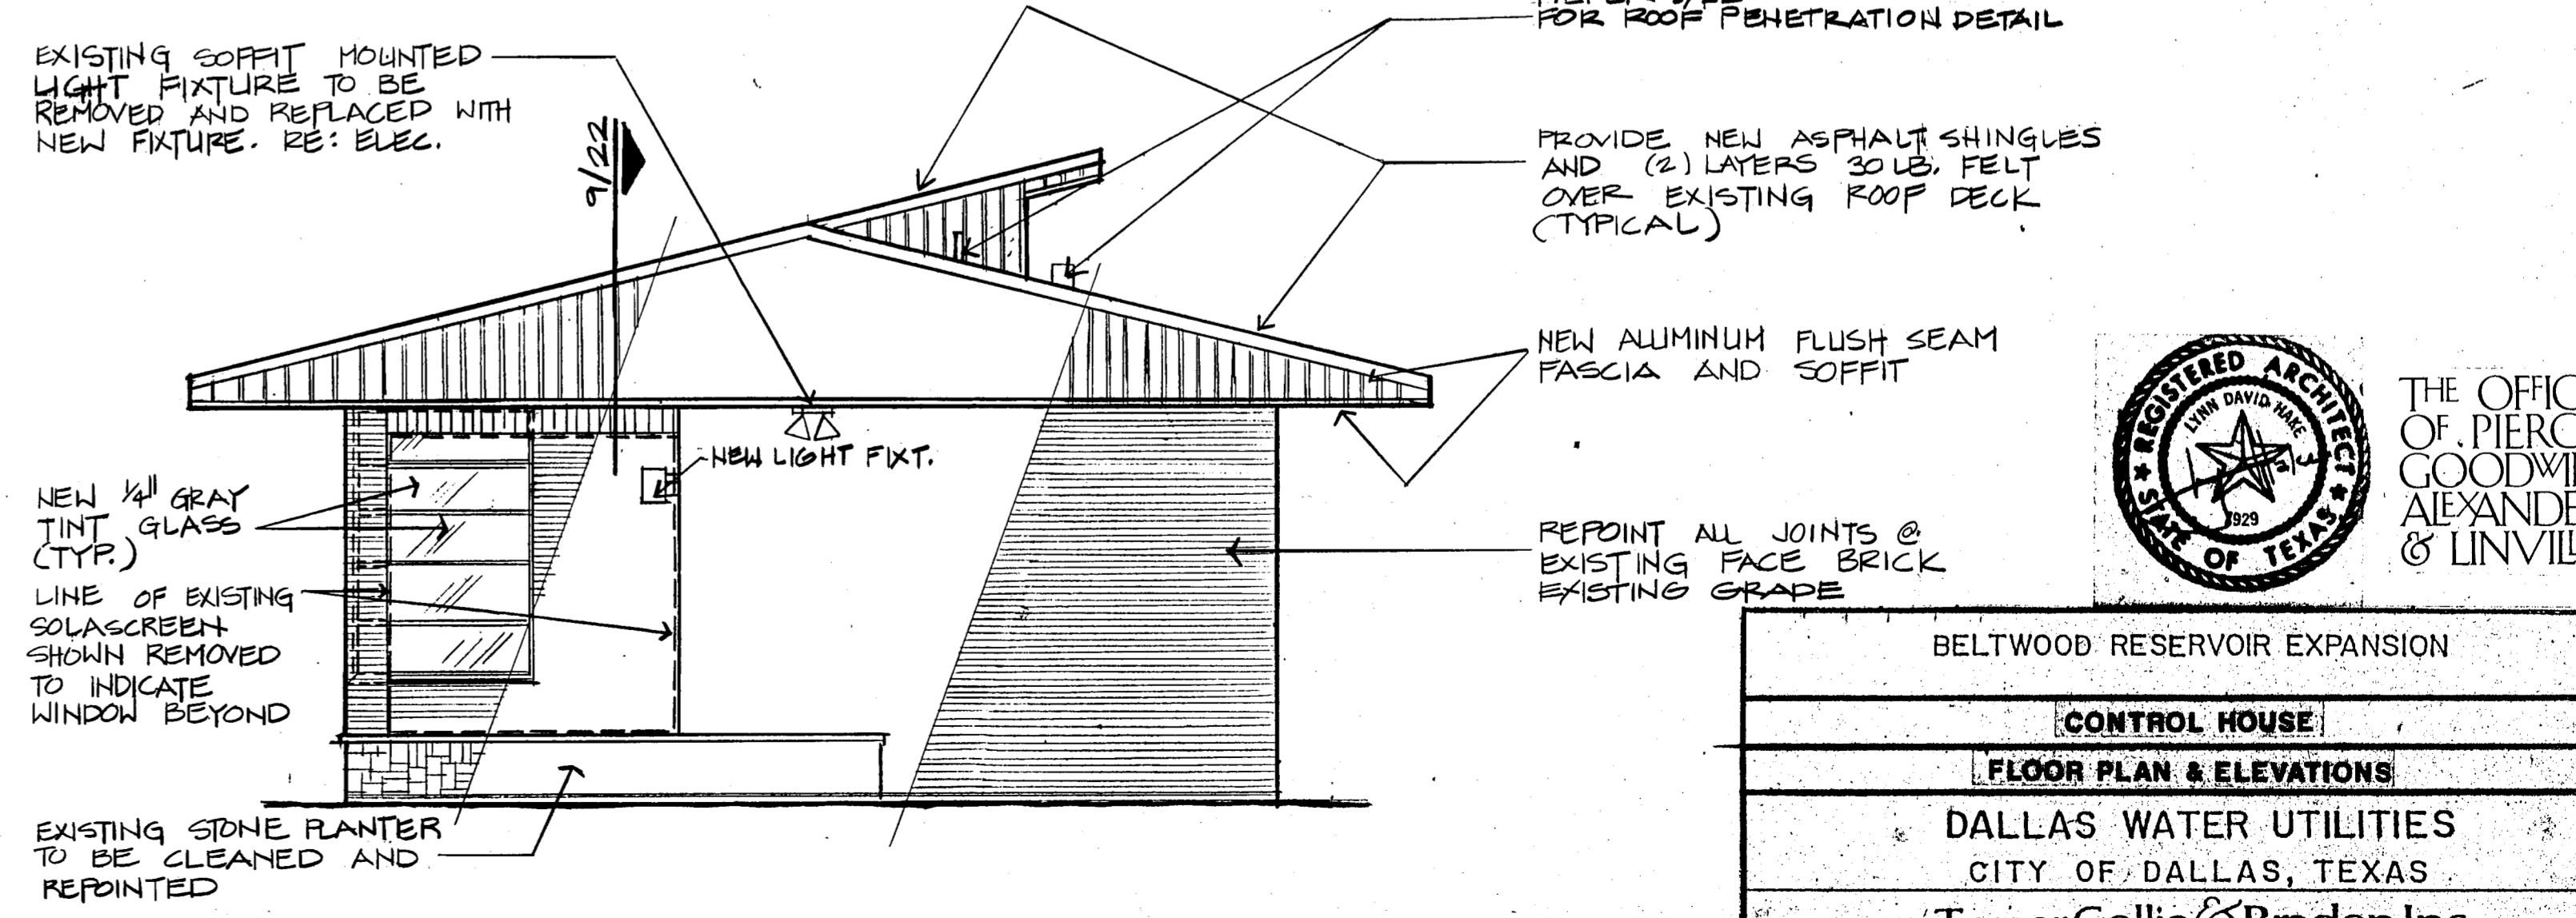 FOR ROOF PENETRATION DETAIL
EXISTING SOFFIT MOUNTED
LIGHT FIXTURE TO BE
REMOVED AND REPLACED WITH
NEW FIXTURE. RE: ELEC.
9/22
PROVIDE NEW ASPHALT SHINGLES
AND (2) LAYERS 30 LB. FELT
OVER EXISTING ROOF DECK
(TYPICAL)
NEW ALUMINUM FLUSH SEAM
FASCIA AND SOFFIT
NEW LIGHT FIXT.
NEW 1/4" GRAY
TINT GLASS
(TYP.)
LINE OF EXISTING
SOLASCREEN
SHOWN REMOVED
TO INDICATE
WINDOW BEYOND
REPOINT ALL JOINTS @
EXISTING FACE BRICK
EXISTING GRADE
EXISTING STONE PLANTER
TO BE CLEANED AND
REPOINTED
REGISTERED ARCHITECT
LYNN DAVID HAKE
7929
STATE OF TEXAS
THE OFFIC
OF PIERC
GOODWI
ALEXANDE
& LINVIL
BELTWOOD RESERVOIR EXPANSION
CONTROL HOUSE
FLOOR PLAN & ELEVATIONS
DALLAS WATER UTILITIES
CITY OF DALLAS, TEXAS